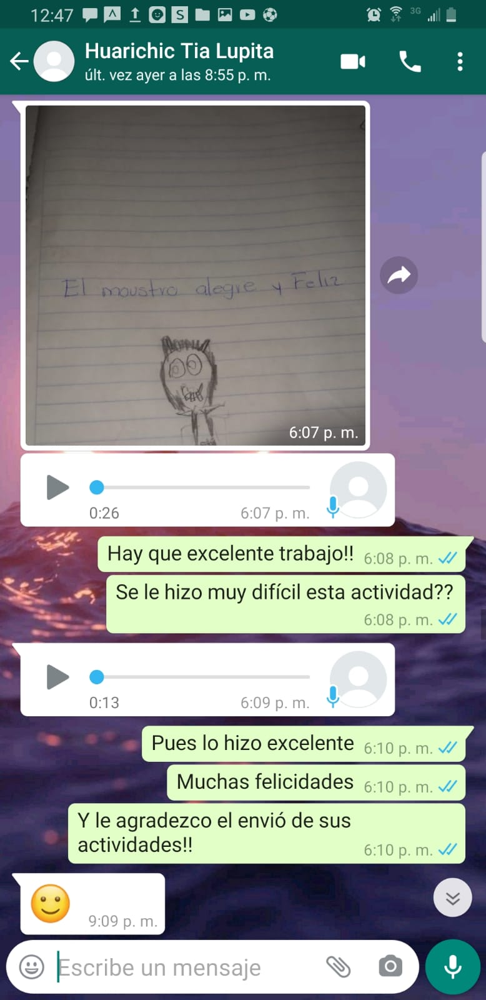 12:47
3G
Huarichic Tia Lupita
últ. vez ayer a las 8:55 p. m.
El moustro alegre y Feliz
6:07 p. m.
0:26
6:07 p. m.
Hay que excelente trabajo!! 6:08 p. m.
Se le hizo muy difícil esta actividad??
6:08 p. m.
0:13
6:09 p. m.
Pues lo hizo excelente 6:10 p. m.
Muchas felicidades 6:10 p. m.
Y le agradezco el envió de sus
actividades!!
6:10 p. m.
9:09 p. m.
Escribe un mensaje